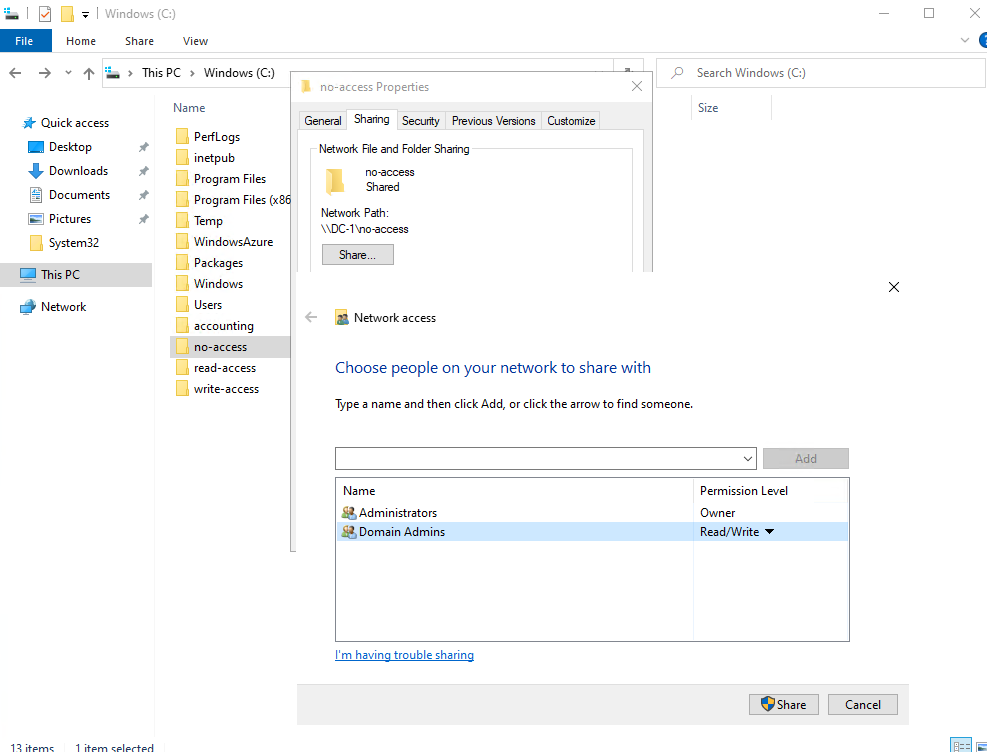 Windows (C:)
File Home Share View
This PC Windows (C:)
Search Windows (C:)
Name
Size
Quick access
Desktop
Downloads
Documents
Pictures
System32
This PC
Network
PerfLogs
inetpub
Program Files
Program Files (x86
Temp
WindowsAzure
Packages
Windows
Users
accounting
no-access
read-access
write-access
no-access Properties
General Sharing Security Previous Versions Customize
Network File and Folder Sharing
no-access
Shared
Network Path:
\\DC-1\no-access
Share...
Network access
Choose people on your network to share with
Type a name and then click Add, or click the arrow to find someone.
Add
Name Permission Level
Administrators Owner
Domain Admins Read/Write
I'm having trouble sharing
Share Cancel
13 items 1 item selected